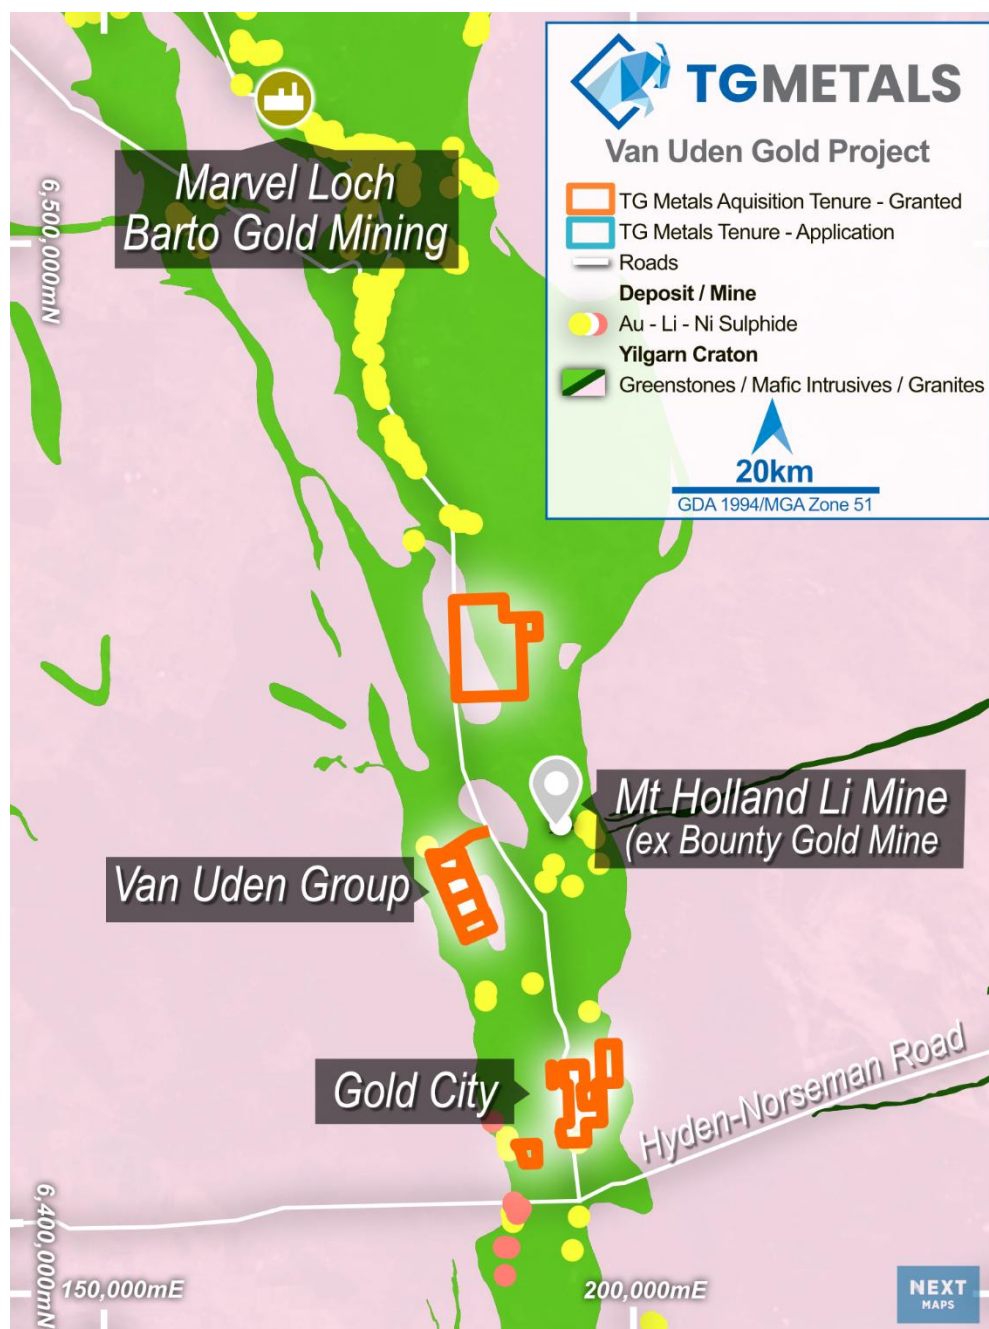 TGMETALS
Van Uden Gold Project
TG Metals Aquisition Tenure - Granted
TG Metals Tenure - Application
Roads
Deposit / Mine
Au - Li - Ni Sulphide
Yilgarn Craton
Greenstones / Mafic Intrusives / Granites
20km
GDA 1994/MGA Zone 51
Marvel Loch
Barto Gold Mining
6,500,000mN
Mt Holland Li Mine
(ex Bounty Gold Mine
Van Uden Group
Gold City
Hyden-Norseman Road
6,400,000mN
150,000mE
200,000mE
NEXT
MAPS